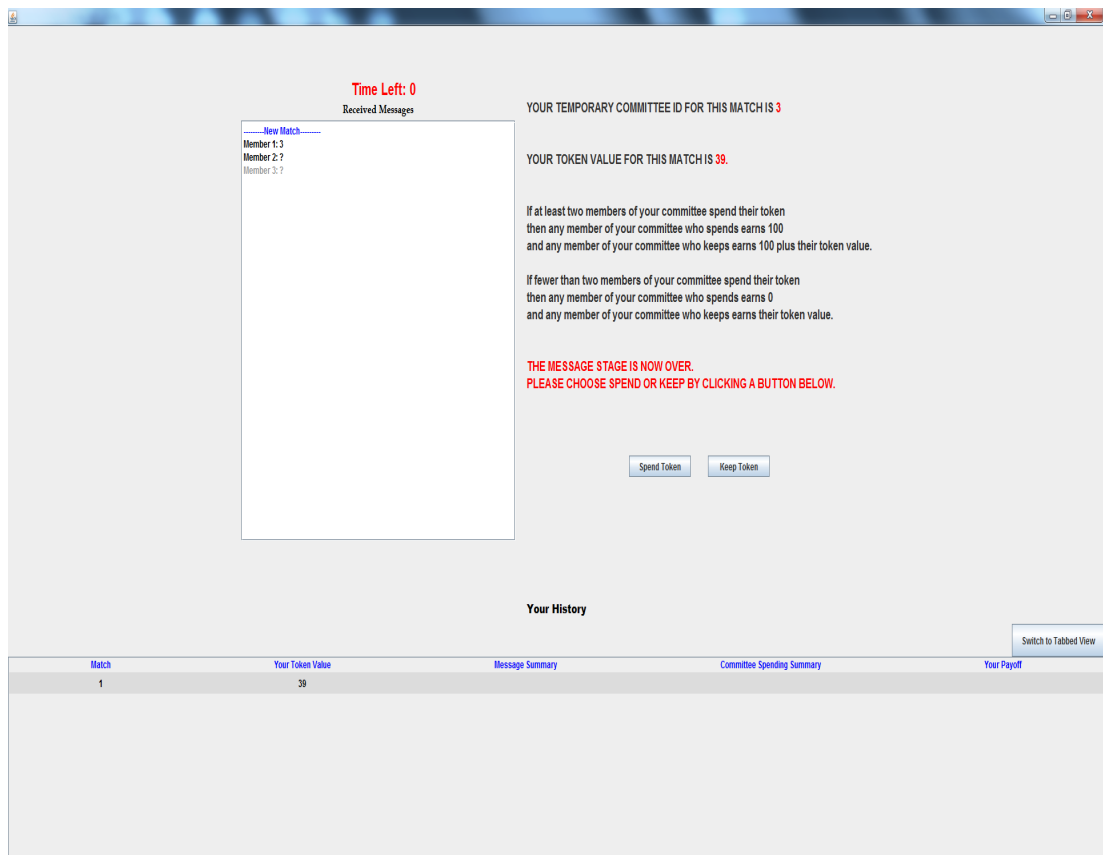 Time Left: 0
Received Messages
---------New Match---------
Member 1: 3
Member 2: ?
Member 3: ?
YOUR TEMPORARY COMMITTEE ID FOR THIS MATCH IS 3
YOUR TOKEN VALUE FOR THIS MATCH IS 39.
If at least two members of your committee spend their token
then any member of your committee who spends earns 100
and any member of your committee who keeps earns 100 plus their token value.
If fewer than two members of your committee spend their token
then any member of your committee who spends earns 0
and any member of your committee who keeps earns their token value.
THE MESSAGE STAGE IS NOW OVER.
PLEASE CHOOSE SPEND OR KEEP BY CLICKING A BUTTON BELOW.
Spend Token Keep Token
Your History
Switch to Tabbed View
Match Your Token Value Message Summary Committee Spending Summary Your Payoff
1 39